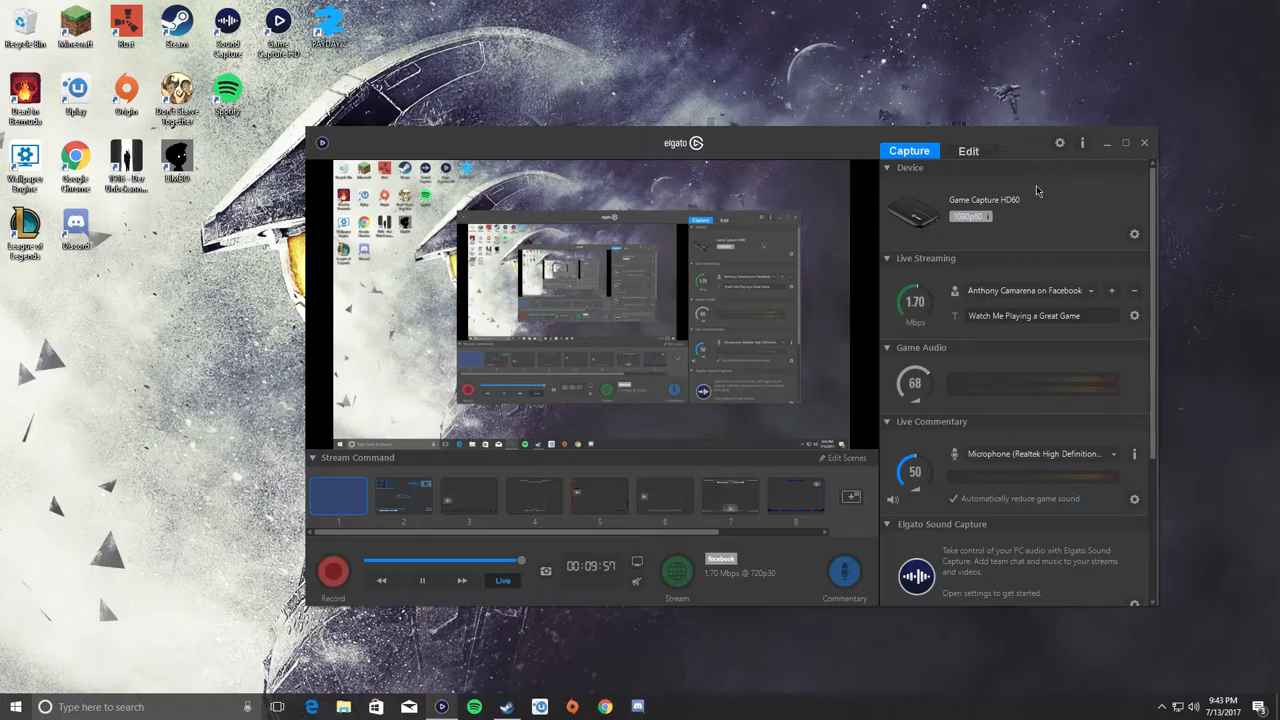 Recycle Bin
Minecraft
Rust
Steam
Sound Capture
Game Capture HD
PAYDAY 2
Dead in Bermuda
Uplay
Origin
Don't Starve Together
Spotify
Wallpaper Engine
Google Chrome
1916 - Der Unbekann...
LIMBO
League of Legends
Discord
elgato
Capture
Edit
Device
Game Capture HD60
1080p60
Live Streaming
1.70
Mbps
Anthony Camarena on Facebook
Watch Me Playing a Great Game
Game Audio
68
Live Commentary
50
Microphone (Realtek High Definition...
Automatically reduce game sound
Elgato Sound Capture
Take control of your PC audio with Elgato Sound
Capture. Add team chat and music to your streams
and videos.
Open settings to get started.
Stream Command
Edit Scenes
1 2 3 4 5 6 7 8
Record
Live
00:09:57
Stream
facebook
1.70 Mbps @ 720p30
Commentary
Type here to search
9:43 PM
7/13/2017